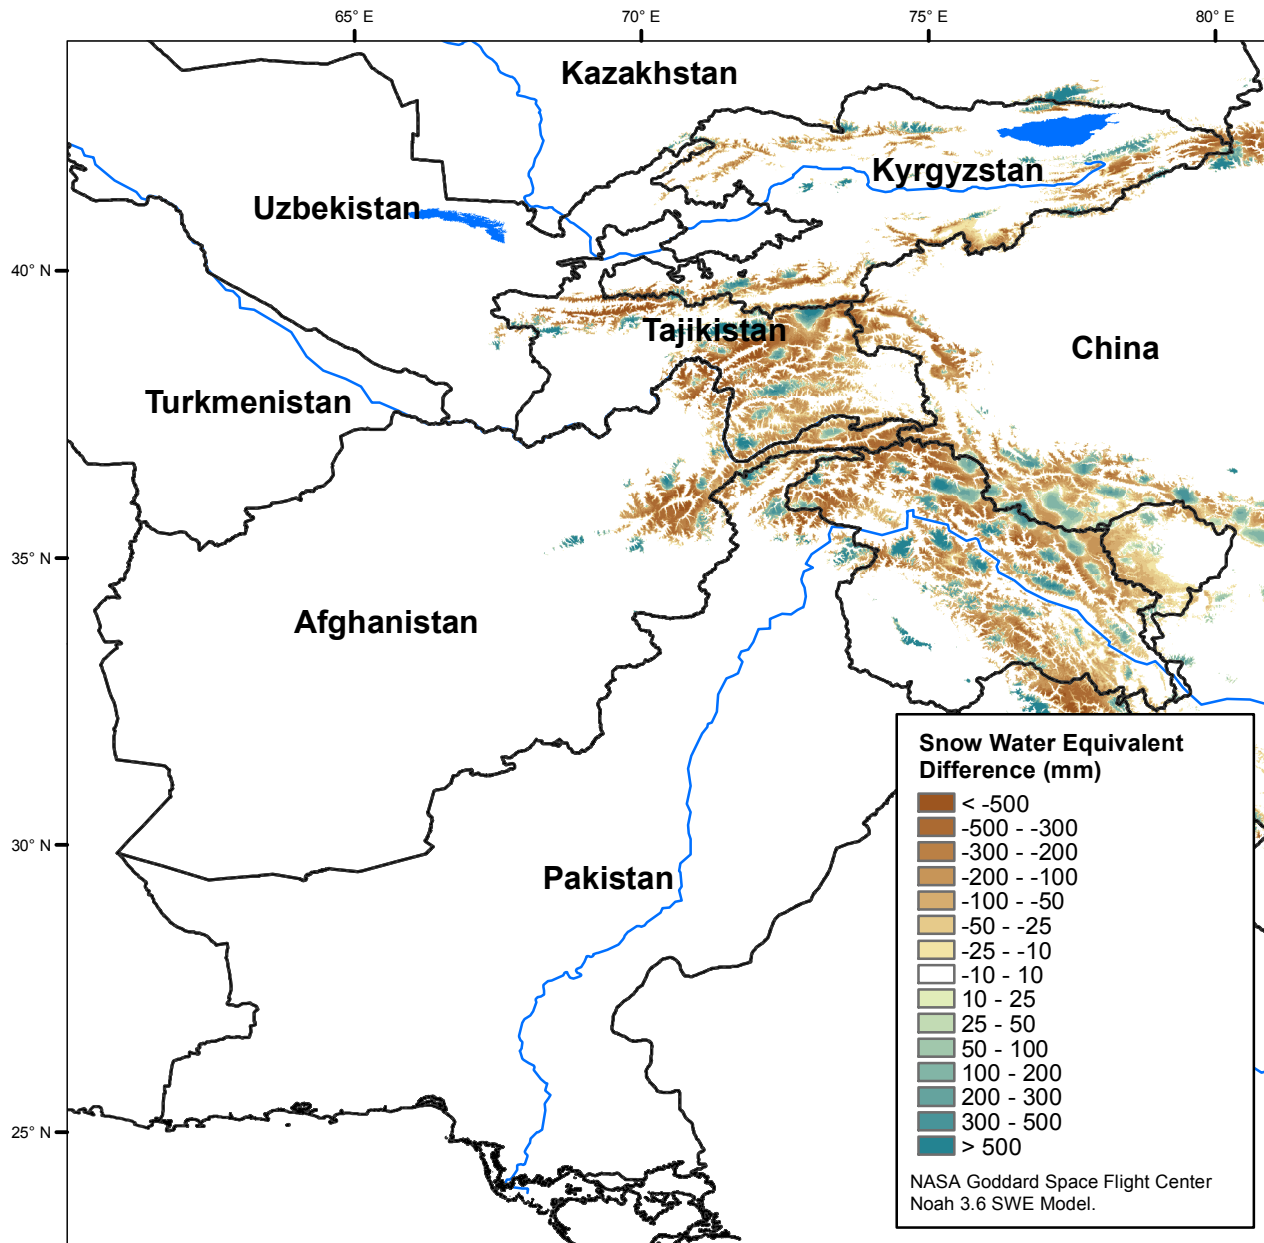 65° E
70° E
75° E
80° E
Kazakhstan
Kyrgyzstan
Uzbekistan
40° N
Tajikistan
China
Turkmenistan
35° N
Afghanistan
Snow Water Equivalent
Difference (mm)
< -500
-500 - -300
-300 - -200
-200 - -100
-100 - -50
-50 - -25
-25 - -10
-10 - 10
10 - 25
25 - 50
50 - 100
100 - 200
200 - 300
300 - 500
> 500
NASA Goddard Space Flight Center
Noah 3.6 SWE Model.
30° N
Pakistan
25° N